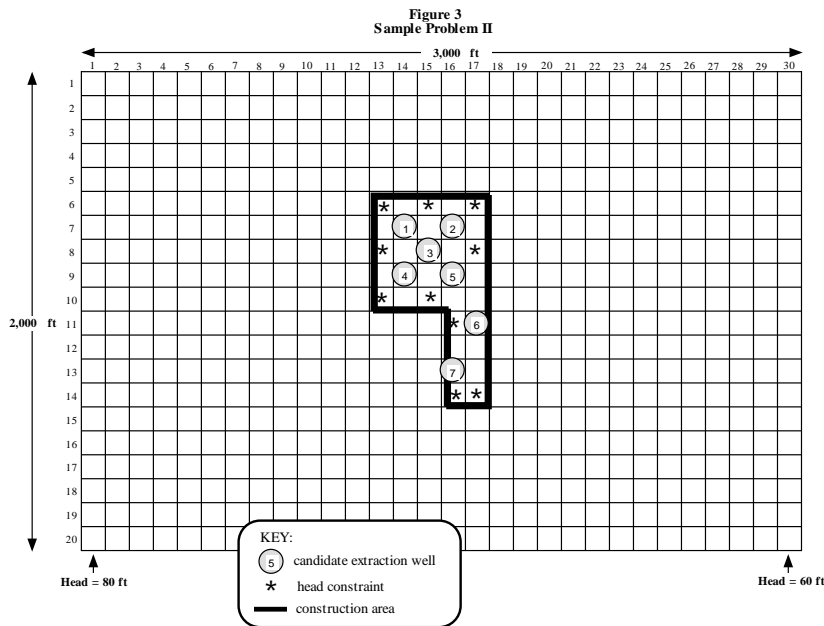 Figure 3
Sample Problem II
3,000 ft
1 2 3 4 5 6 7 8 9 10 11 12 13 14 15 16 17 18 19 20 21 22 23 24 25 26 27 28 29 30
1
2
3
4
5
6 * * *
7 1 2
8 * 3 *
9 4 5
10 * *
2,000 ft 11 * 6
12
13 7
14 * *
15
16
17
18
19
20
KEY:
5 candidate extraction well
* head constraint
construction area
Head = 80 ft
Head = 60 ft